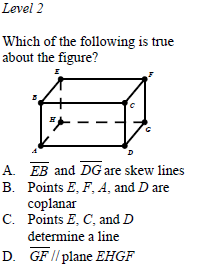 Level 2
Which of the following is true
about the figure?
E
F
B
C
H
G
A
D
A. EB and DG are skew lines
B. Points E, F, A, and D are
coplanar
C. Points E, C, and D
determine a line
D. GF // plane EHGF